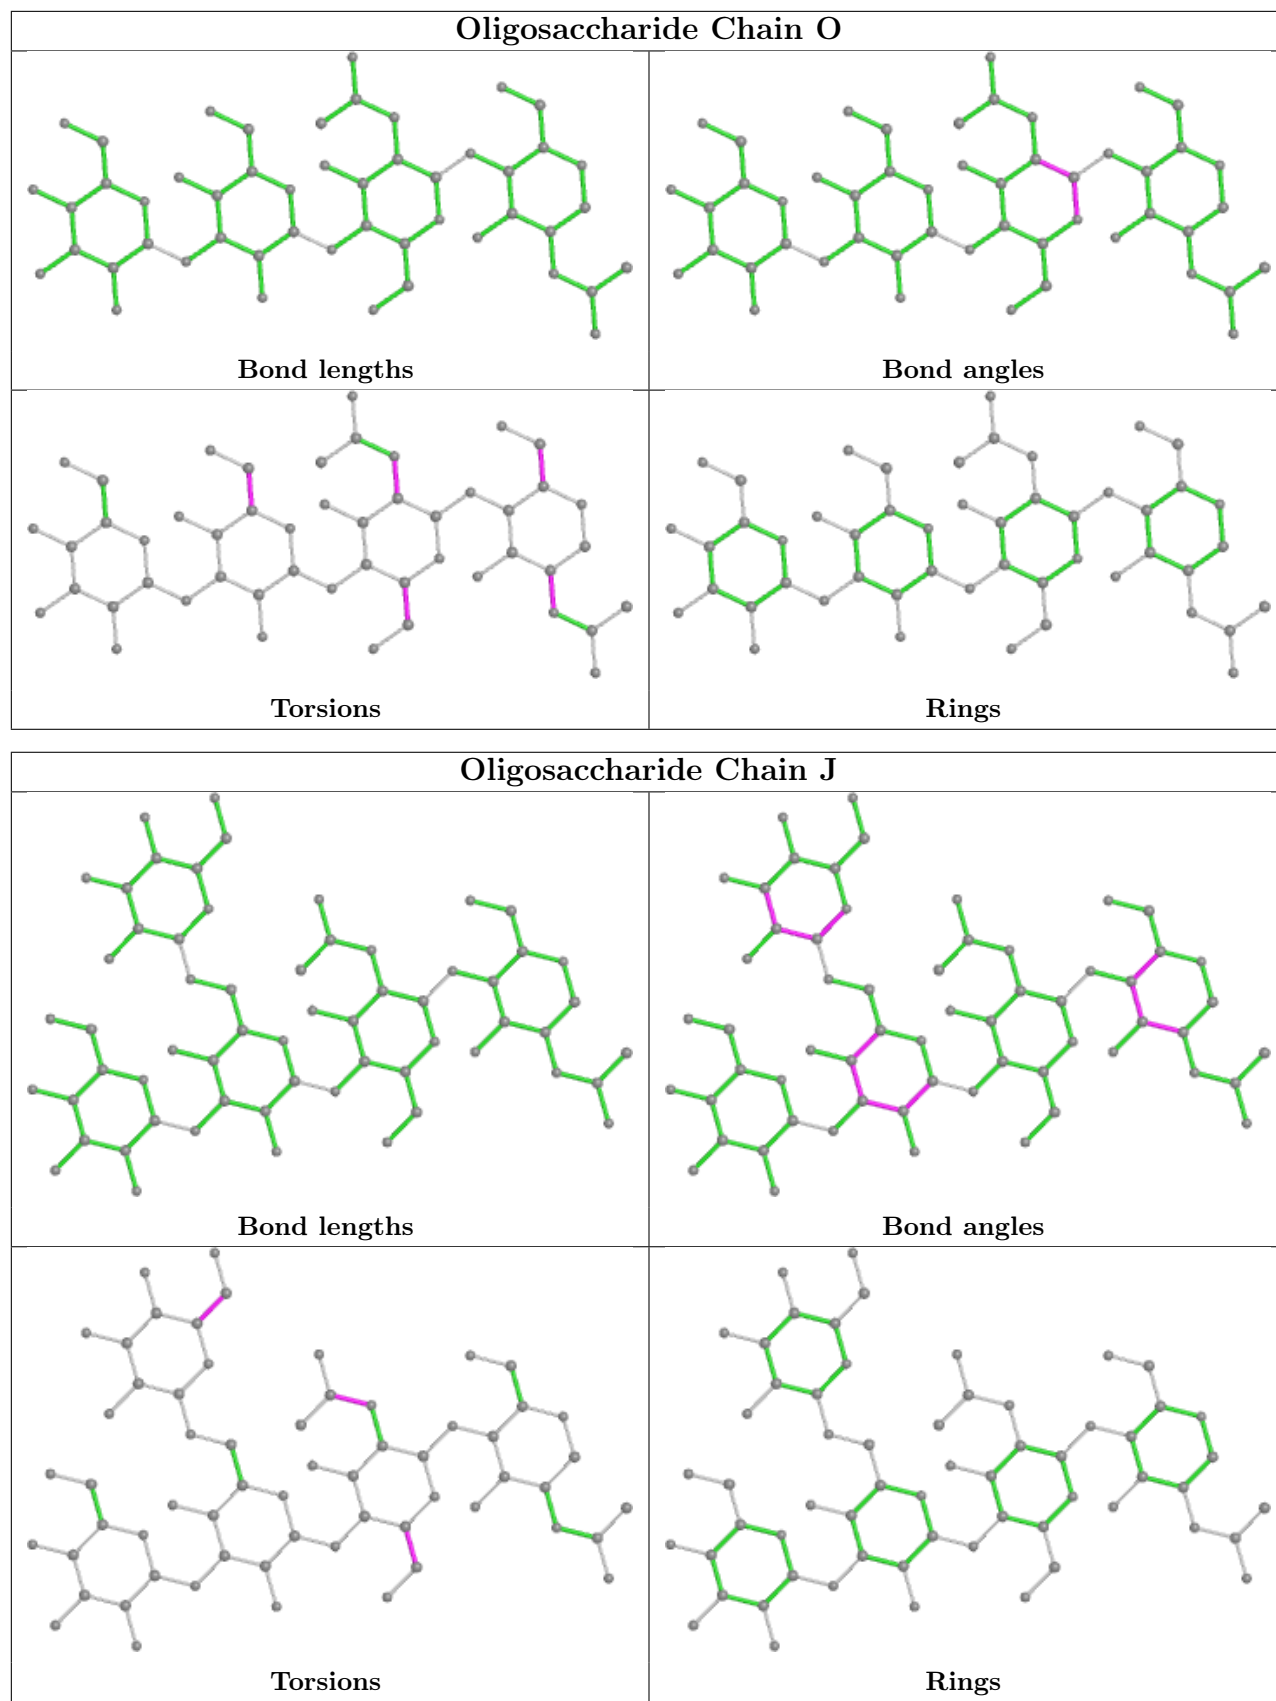 Oligosaccharide Chain O
Bond lengths
Bond angles
Torsions
Rings
Oligosaccharide Chain J
Bond lengths
Bond angles
Torsions
Rings